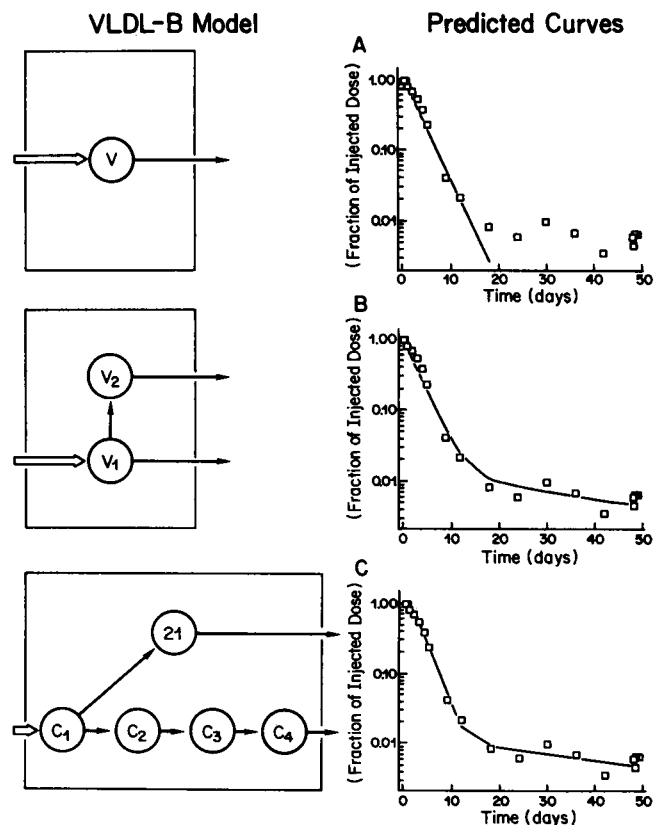 VLDL-B Model
Predicted Curves
A
(Fraction of Injected Dose)
1.00
0.10
0.01
0 10 20 30 40 50
Time (days)
V
B
(Fraction of Injected Dose)
1.00
0.10
0.01
0 10 20 30 40 50
Time (days)
V2
V1
C
(Fraction of Injected Dose)
1.00
0.10
0.01
0 10 20 30 40 50
Time (days)
21
C1
C2
C3
C4